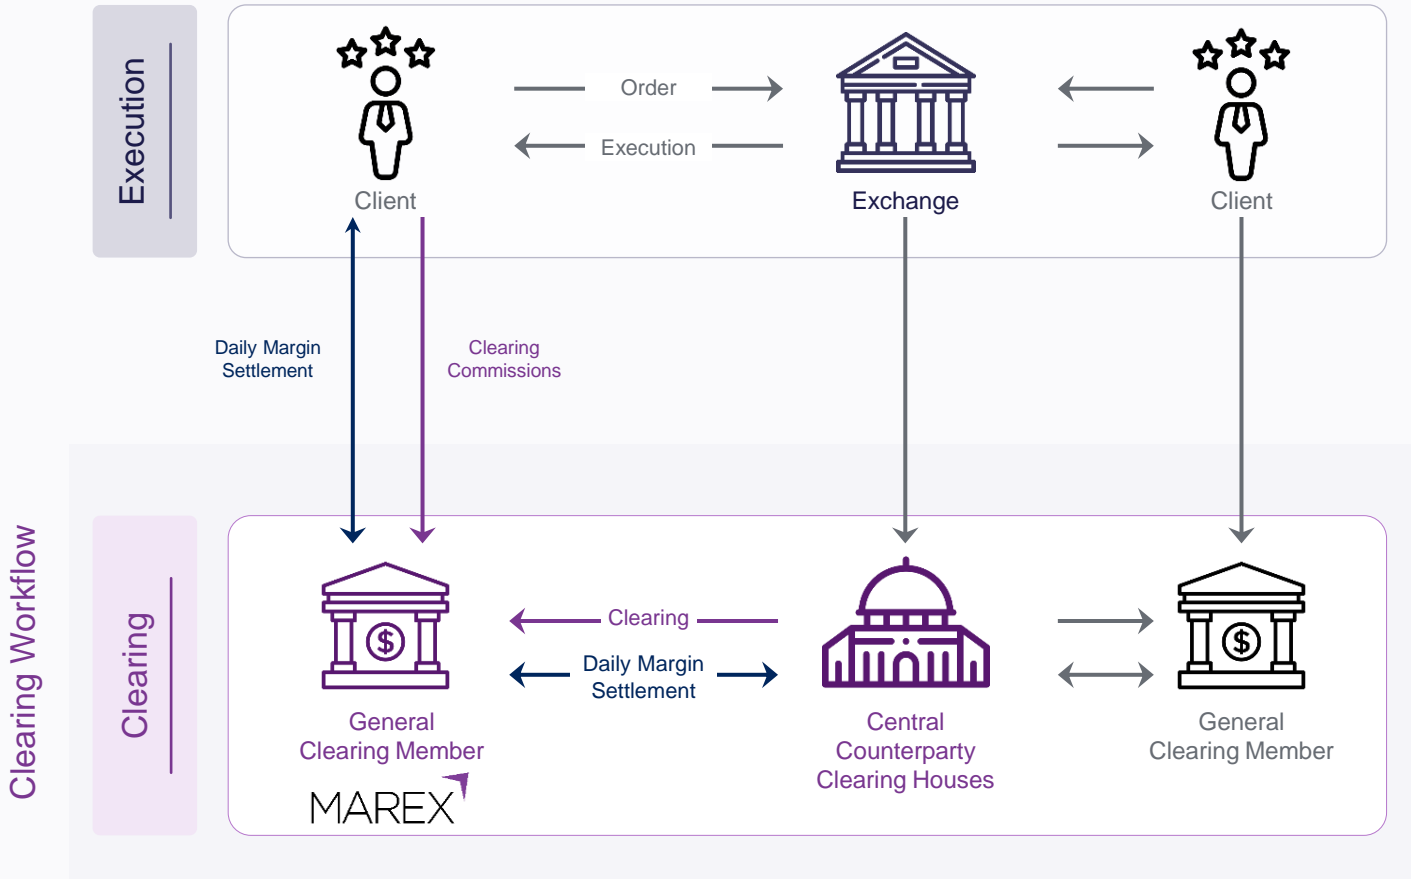 Execution
Order
Execution
Client
Exchange
Client
Daily Margin
Settlement
Clearing
Commissions
Clearing Workflow
Clearing
Clearing
Daily Margin
Settlement
General
Clearing Member
Central
Counterparty
Clearing Houses
General
Clearing Member
MAREX